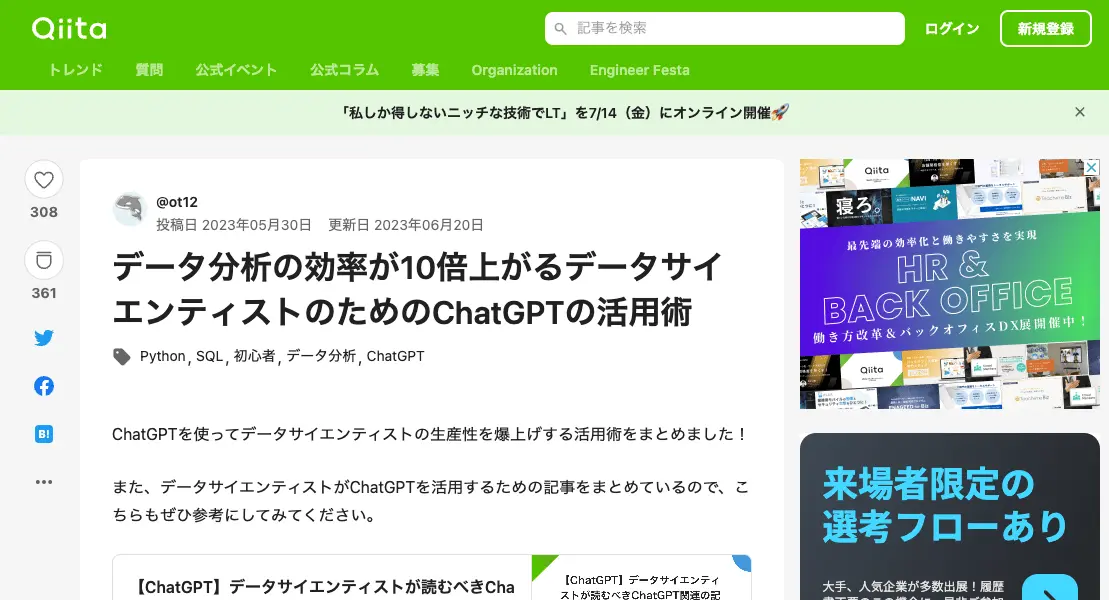 Qiita
記事を検索
ログイン
新規登録
トレンド
質問
公式イベント
公式コラム
募集
Organization
Engineer Festa
「私しか得しないニッチな技術でLT」を7/14（金）にオンライン開催🚀
308
361
B!
@ot12
投稿日 2023年05月30日 更新日 2023年06月20日
データ分析の効率が10倍上がるデータサイ
エンティストのためのChatGPTの活用術
Python, SQL, 初心者, データ分析, ChatGPT
ChatGPTを使ってデータサイエンティストの生産性を爆上げする活用術をまとめました！
また、データサイエンティストがChatGPTを活用するための記事をまとめているので、こ
ちらもぜひ参考にしてみてください。
【ChatGPT】データサイエンティストが読むべきCha
【ChatGPT】データサイエンティ
ストが読むべきChatGPT関連の記
Qiita
寝ろ。
NAVI
最先端の効率化と働きやすさを実現
HR &
BACK OFFICE
働き方改革＆バックオフィスDX展開催中！
Qiita
来場者限定の
選考フローあり
大手、人気企業が多数出展！履歴